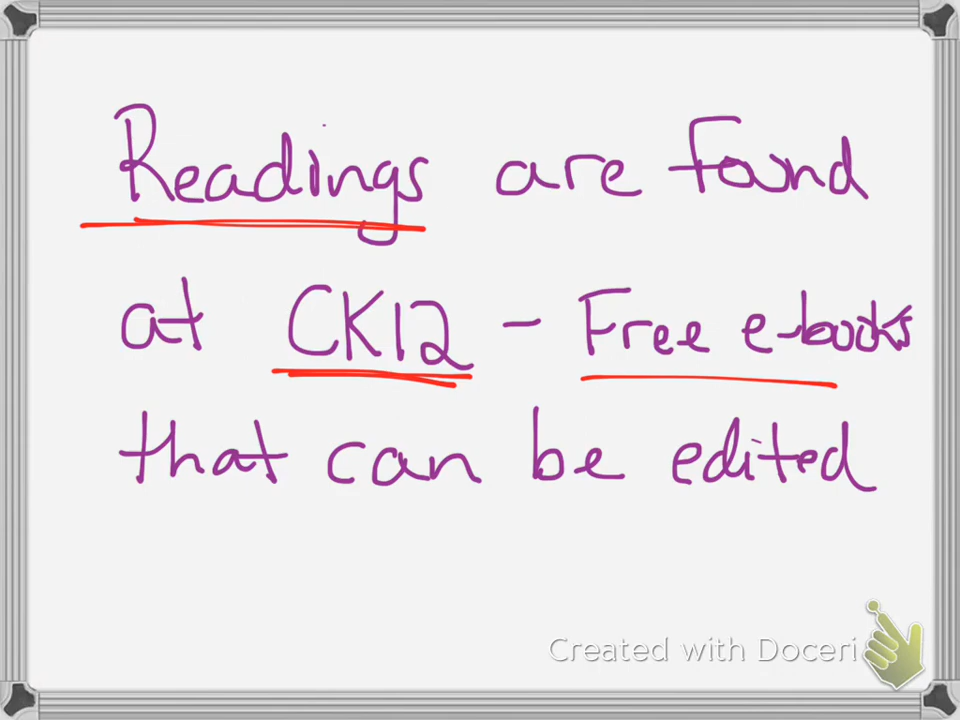 Readings are found
at CK12 - Free e-books
that can be edited
Created with Doceri